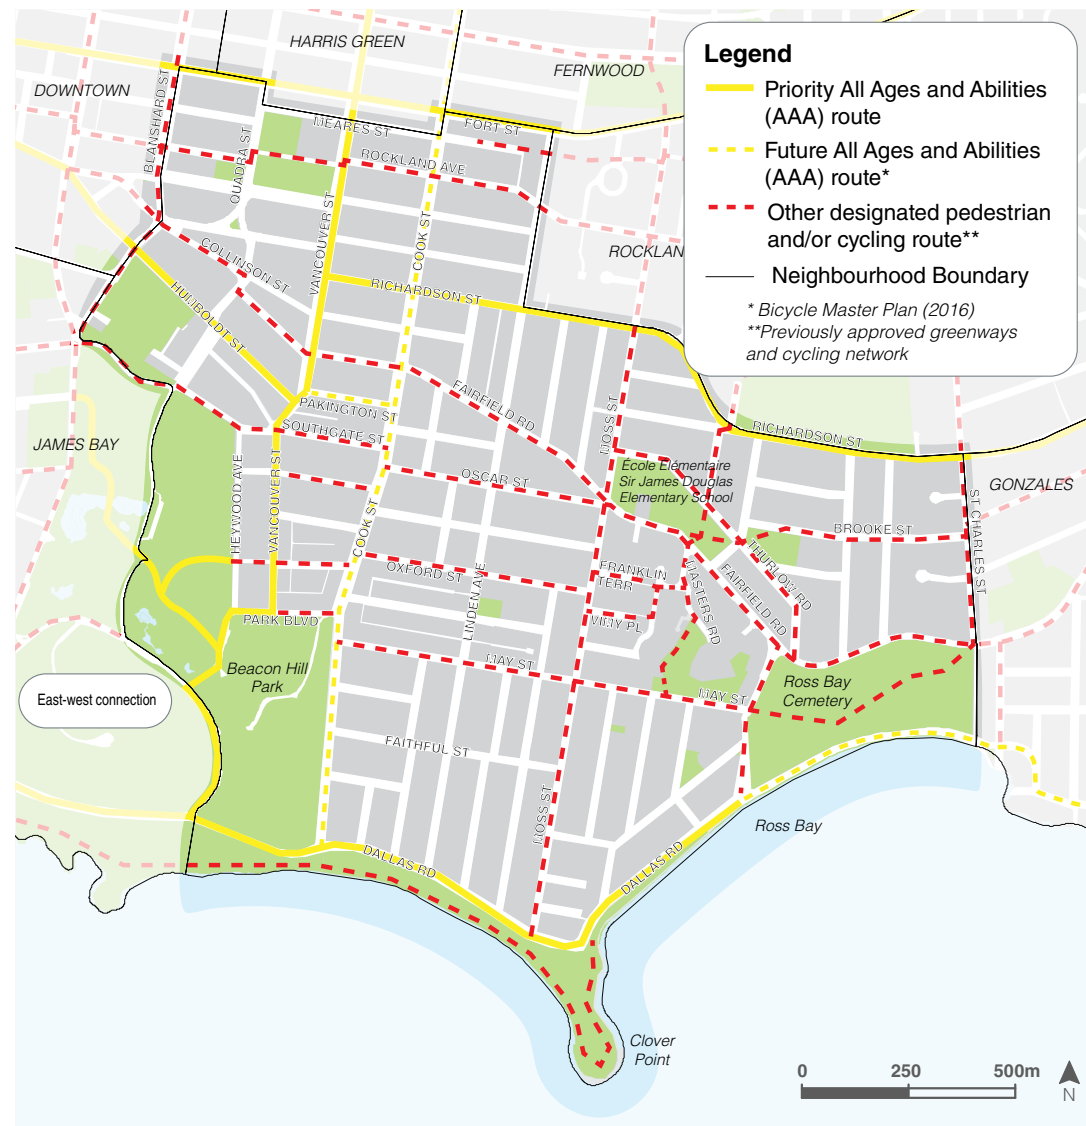 HARRIS GREEN
FERNWOOD
DOWNTOWN
Legend
Priority All Ages and Abilities
(AAA) route
Future All Ages and Abilities
(AAA) route*
Other designated pedestrian
and/or cycling route**
Neighbourhood Boundary
* Bicycle Master Plan (2016)
**Previously approved greenways
and cycling network
BLANSHARD ST
QUADRA ST
MEARES ST
FORT ST
ROCKLAND AVE
VANCOUVER ST
COOK ST
ROCKLAN
COLLINSON ST
RICHARDSON ST
HUMBOLDT ST
FAIRFIELD RD
PAKINGTON ST
SOUTHGATE ST
MOSS ST
RICHARDSON ST
JAMES BAY
HEYWOOD AVE
VANCOUVER ST
COOK ST
OSCAR ST
École Élémentaire
Sir James Douglas
Elementary School
GONZALES
BROOKE ST
ST CHARLES ST
OXFORD ST
LINDEN AVE
FRANKLIN
TERR
MASTERS RD
FAIRFIELD RD
THURLOW RD
PARK BLVD
VIMY PL
MAY ST
Beacon Hill
Park
East-west connection
MAY ST
Ross Bay
Cemetery
FAITHFUL ST
MOSS ST
Ross Bay
DALLAS RD
DALLAS RD
Clover
Point
0 250 500m
N